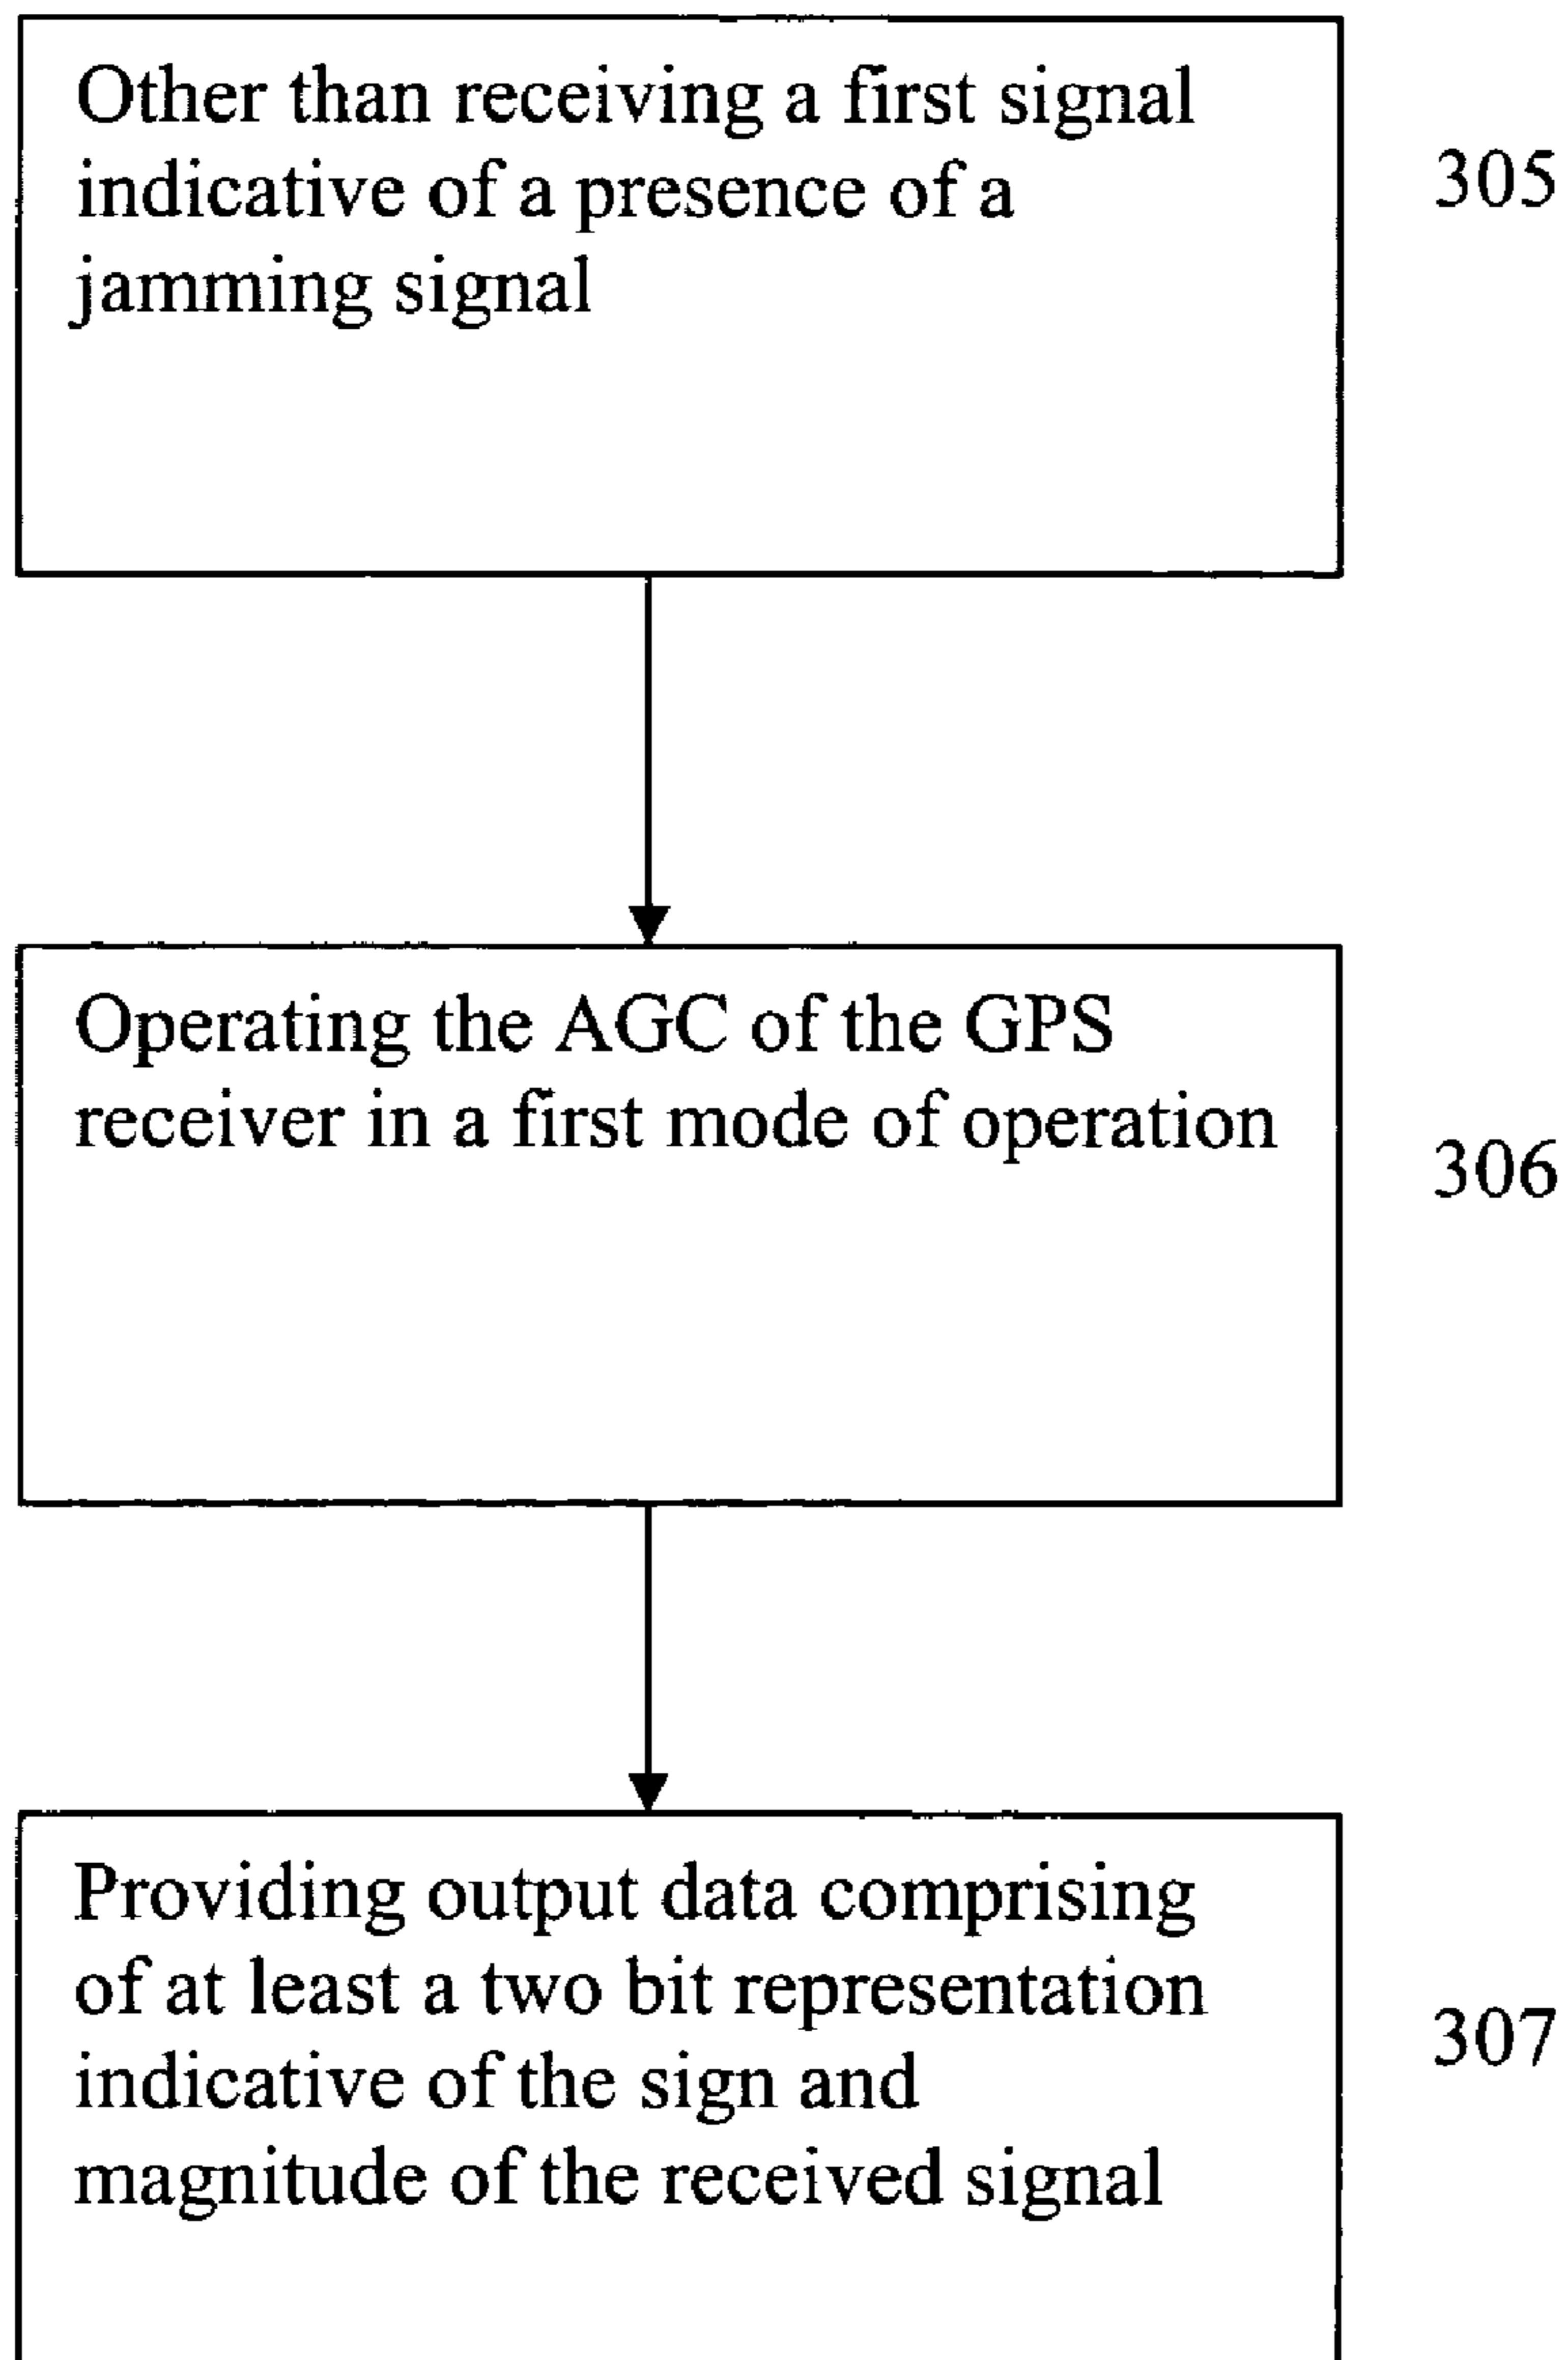 Other than receiving a first signal
indicative of a presence of a
jamming signal
305
Operating the AGC of the GPS
receiver in a first mode of operation
306
Providing output data comprising
of at least a two bit representation
indicative of the sign and
magnitude of the received signal
307